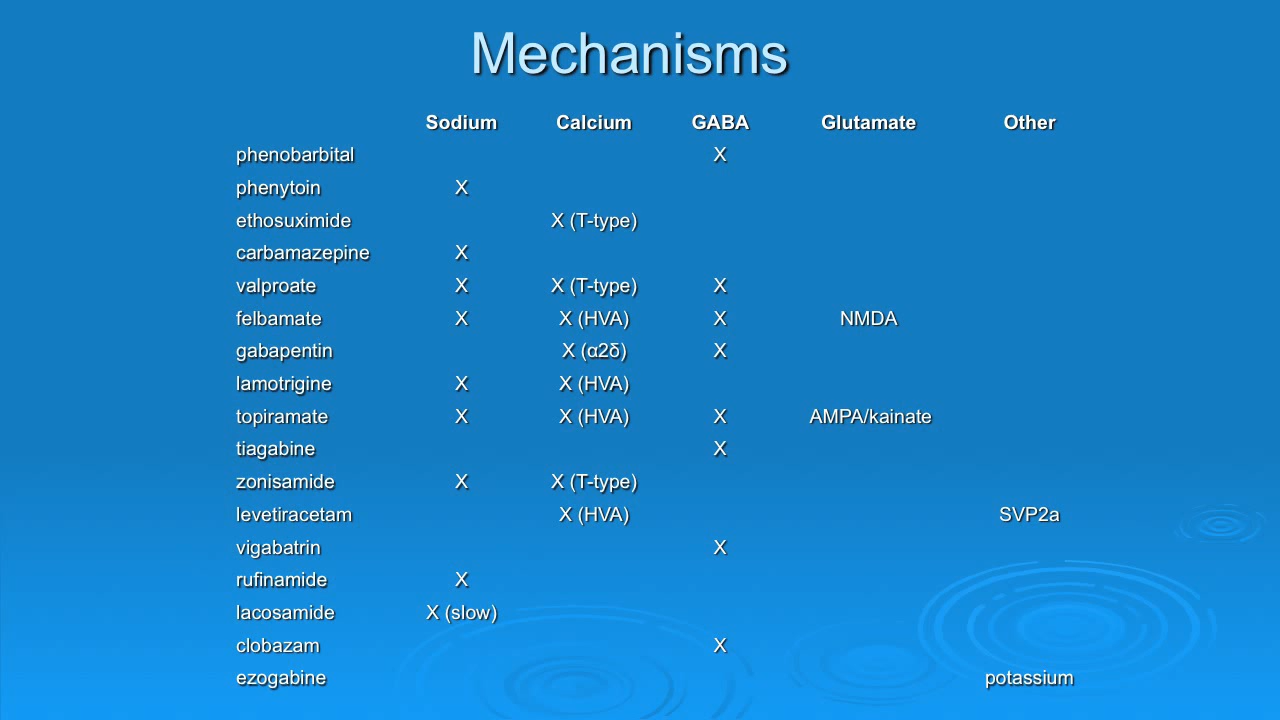 Mechanisms
Sodium Calcium GABA Glutamate Other
phenobarbital X
phenytoin X
ethosuximide X (T-type)
carbamazepine X
valproate X X (T-type) X
felbamate X X (HVA) X NMDA
gabapentin X (α2δ) X
lamotrigine X X (HVA)
topiramate X X (HVA) X AMPA/kainate
tiagabine X
zonisamide X X (T-type)
levetiracetam X (HVA) SVP2a
vigabatrin X
rufinamide X
lacosamide X (slow)
clobazam X
ezogabine potassium